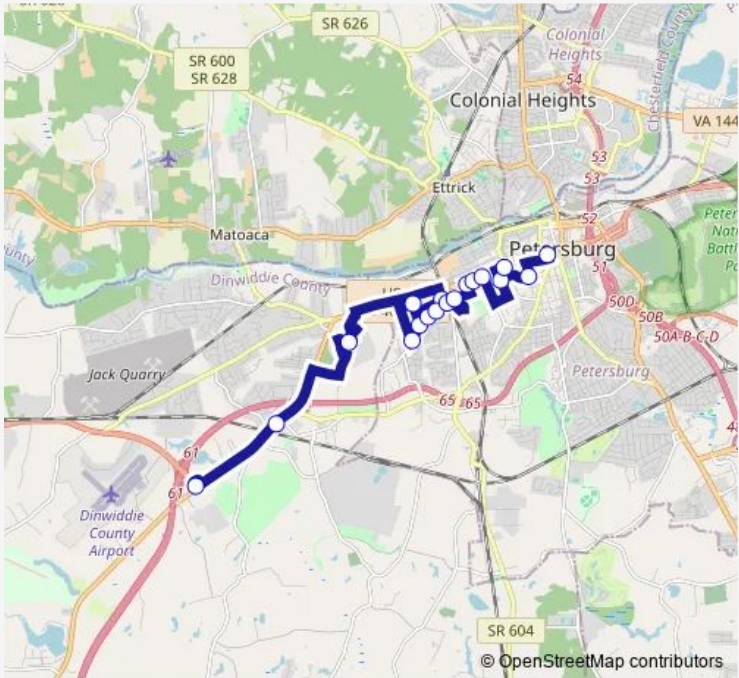 SR 626
SR 600
SR 628
Colonial
Heights
54
Chesterfield County
Colonial Heights
VA 144
53
53
Ettrick
52
Matoaca
Petersburg
51
Dinwiddie County
US
50D
50B
50A-B-C-D
Jack Quarry
Petersburg
65
65
61
61
Dinwiddie
County
Airport
SR 604
© OpenStreetMap contributors